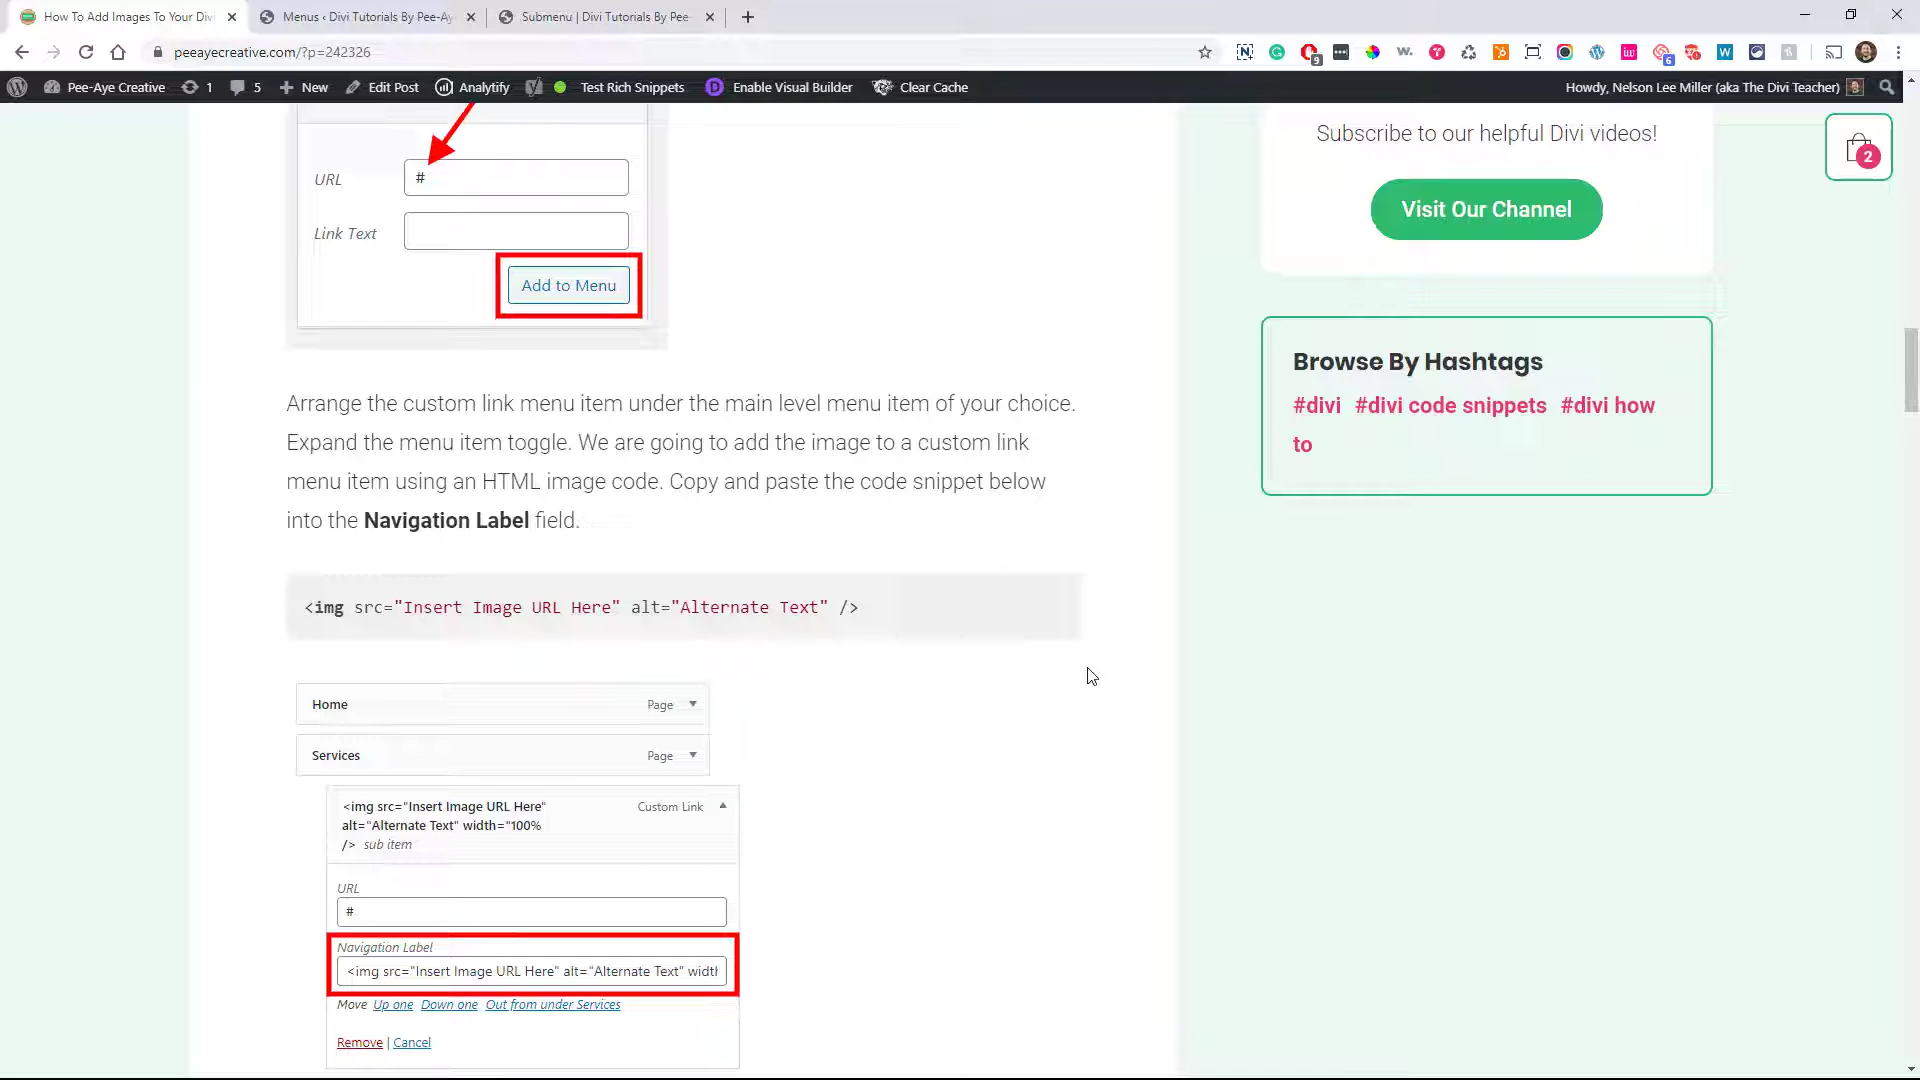 How To Add Images To Your Divi
Menus ‹ Divi Tutorials By Pee-Ay
Submenu | Divi Tutorials By Pee
peeayecreative.com/?p=242326
Pee-Aye Creative
1
5
New
Edit Post
Analytify
Test Rich Snippets
Enable Visual Builder
Clear Cache
Howdy, Nelson Lee Miller (aka The Divi Teacher)
URL
#
Link Text
Add to Menu
Arrange the custom link menu item under the main level menu item of your choice.
Expand the menu item toggle. We are going to add the image to a custom link
menu item using an HTML image code. Copy and paste the code snippet below
into the Navigation Label field.
<img src="Insert Image URL Here" alt="Alternate Text" />
Home
Page
Services
Page
<img src="Insert Image URL Here"
alt="Alternate Text" width="100%
/> sub item
Custom Link
URL
#
Navigation Label
<img src="Insert Image URL Here" alt="Alternate Text" width
Move Up one Down one Out from under Services
Remove | Cancel
Subscribe to our helpful Divi videos!
2
Visit Our Channel
Browse By Hashtags
#divi #divi code snippets #divi how
to